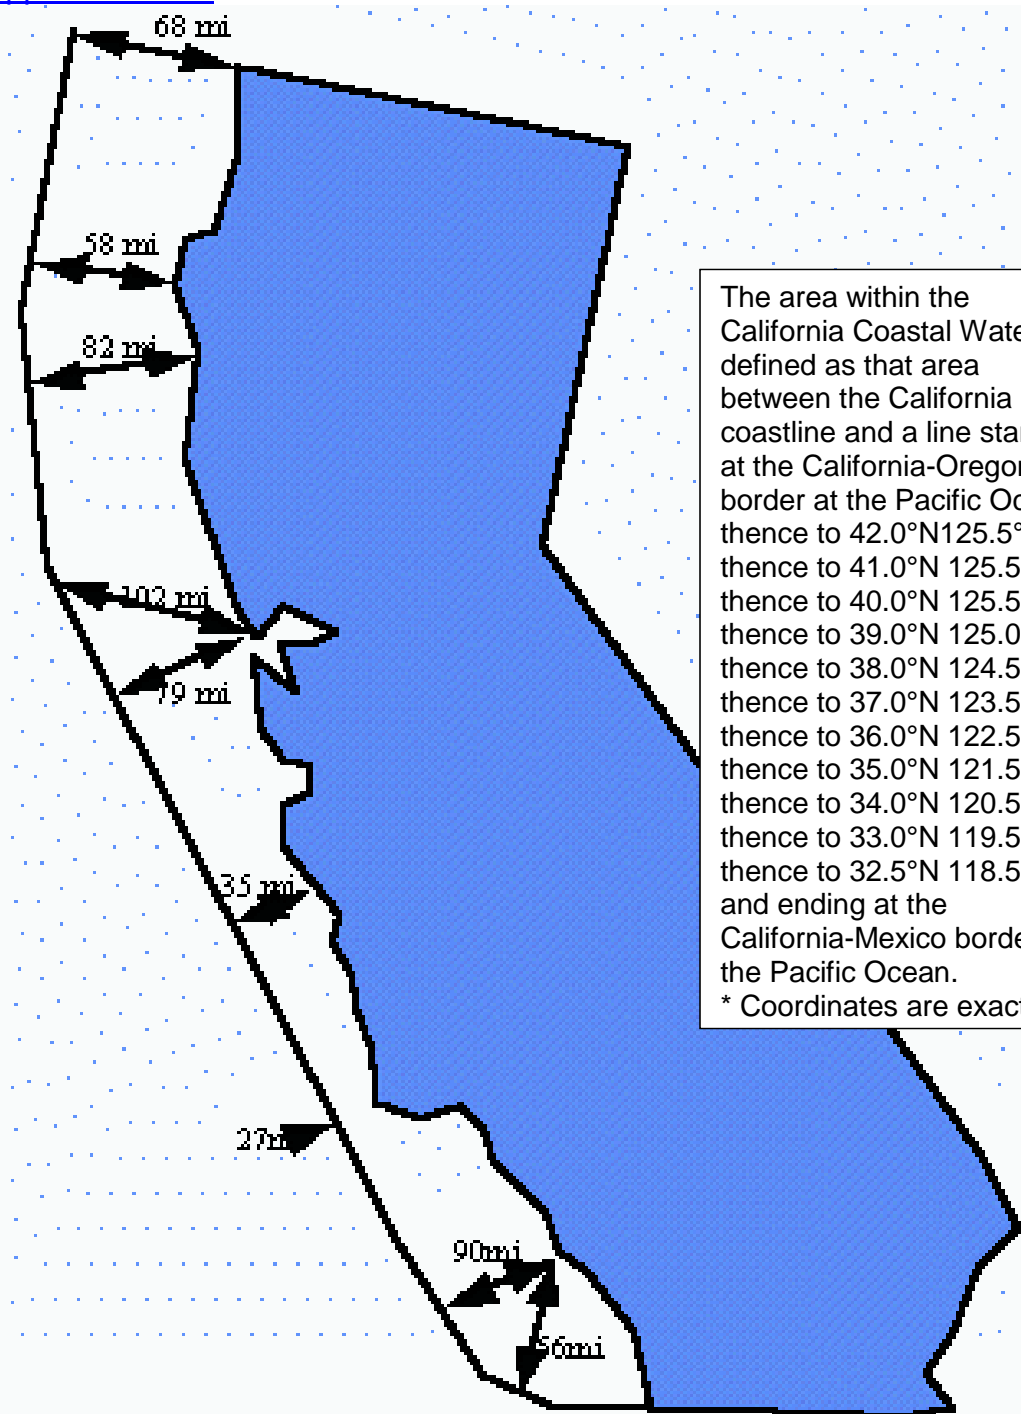 68 mi
58 mi
82 mi
102 mi
79 mi
35 mi
27m
90mi
56mi
The area within the
California Coastal Wate
defined as that area
between the California
coastline and a line star
at the California-Oregor
border at the Pacific Oc
thence to 42.0°N125.5°
thence to 41.0°N 125.5
thence to 40.0°N 125.5
thence to 39.0°N 125.0
thence to 38.0°N 124.5
thence to 37.0°N 123.5
thence to 36.0°N 122.5
thence to 35.0°N 121.5
thence to 34.0°N 120.5
thence to 33.0°N 119.5
thence to 32.5°N 118.5
and ending at the
California-Mexico borde
the Pacific Ocean.
* Coordinates are exact